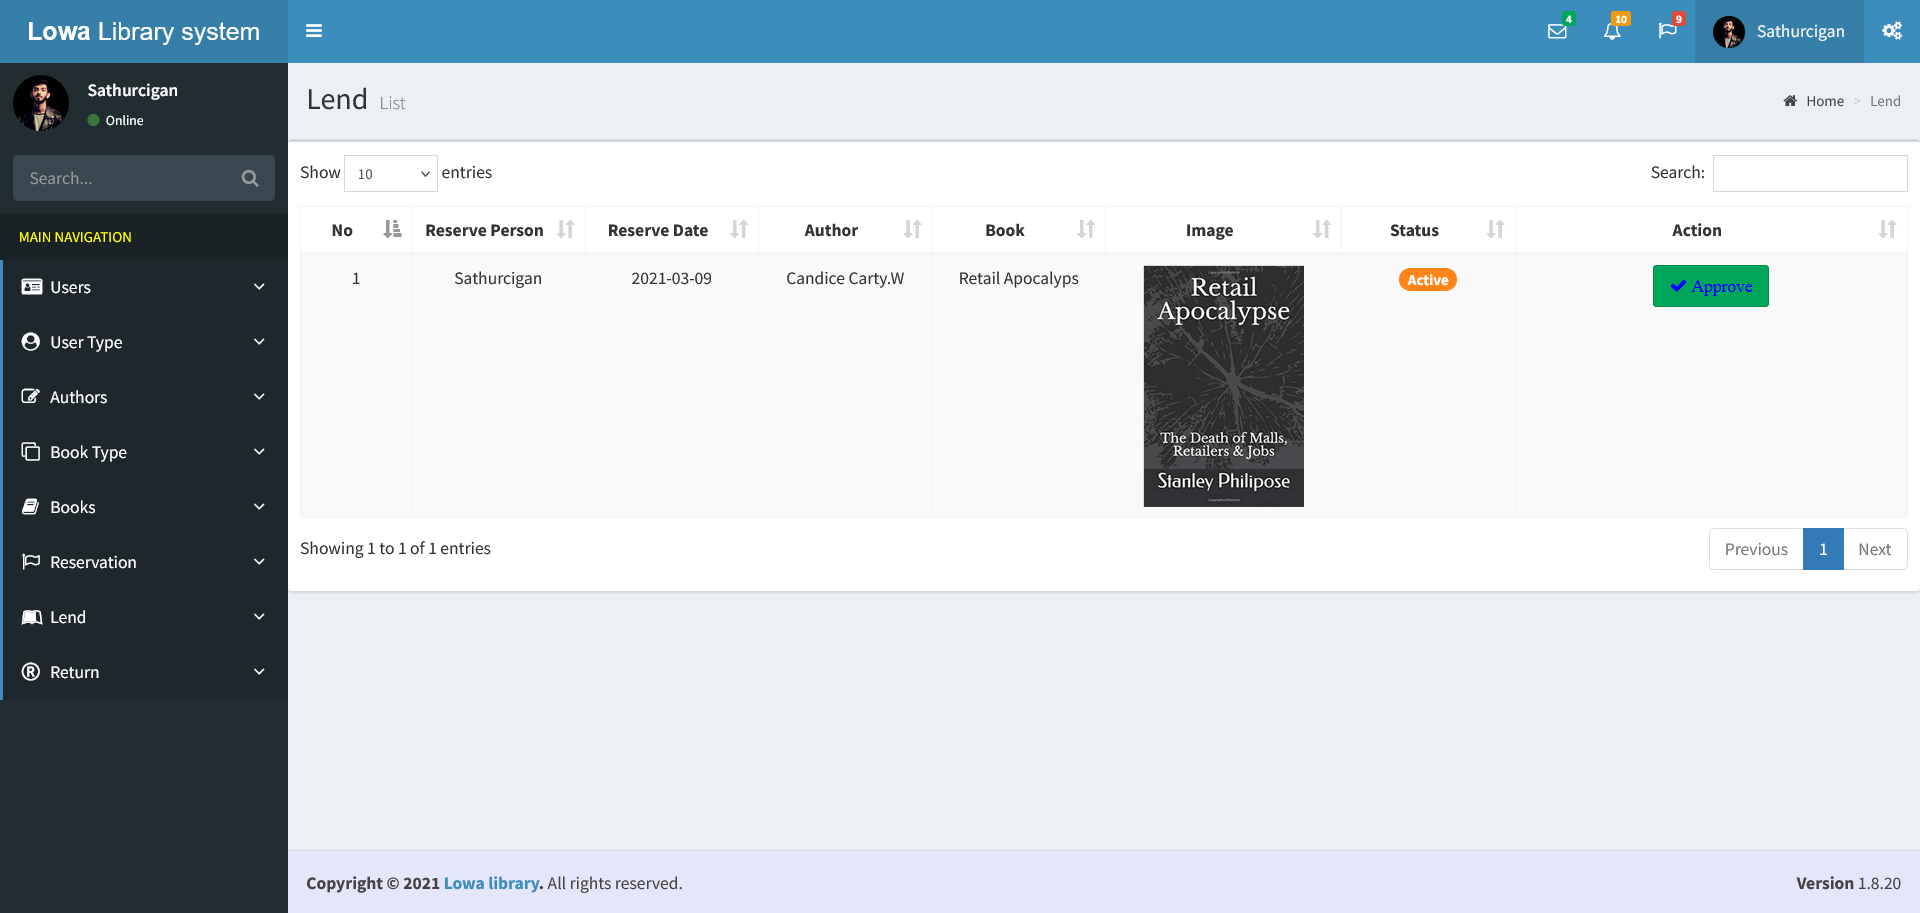 Lowa Library system
4
10
9
Sathurcigan
Sathurcigan
Online
Search...
MAIN NAVIGATION
Users
User Type
Authors
Book Type
Books
Reservation
Lend
Return
Lend List
Home > Lend
Show 10 entries
Search:
No Reserve Person Reserve Date Author Book Image Status Action
1 Sathurcigan 2021-03-09 Candice Carty.W Retail Apocalyps Active Approve
Retail
Apocalypse
The Death of Malls,
Retailers & Jobs
Stanley Philipose
Showing 1 to 1 of 1 entries
Previous 1 Next
Copyright © 2021 Lowa library. All rights reserved.
Version 1.8.20